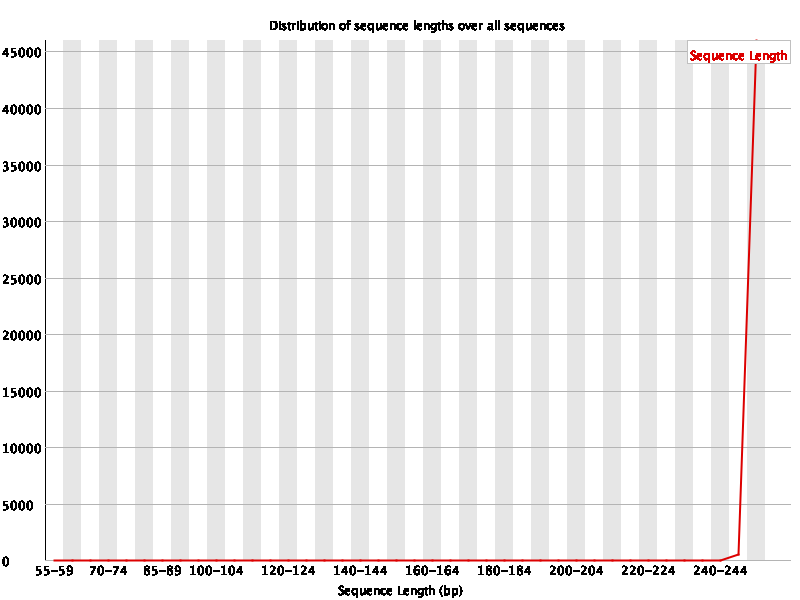 Distribution of sequence lengths over all sequences
Sequence Length
45000
40000
35000
30000
25000
20000
15000
10000
5000
0
55-59 70-74 85-89 100-104 120-124 140-144 160-164 180-184 200-204 220-224 240-244
Sequence Length (bp)